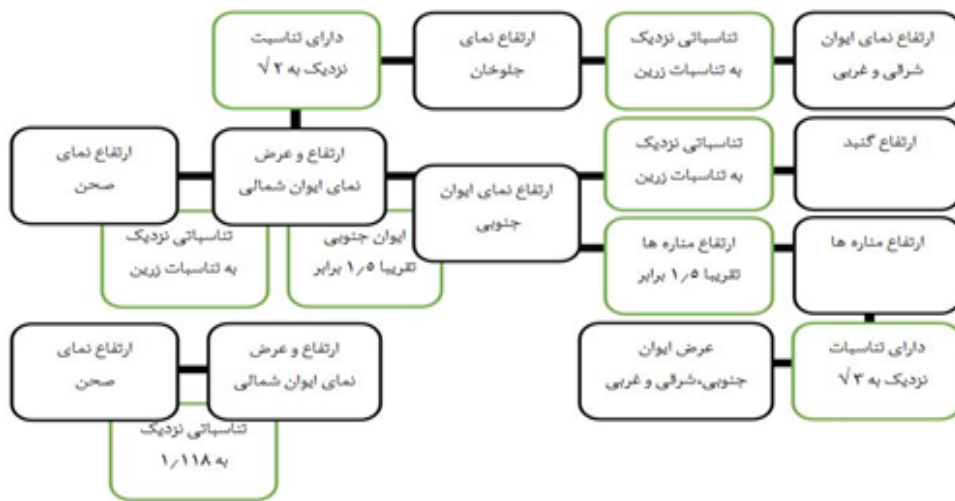 ارتفاع نمای ایوان
شرالی و غربی
تناسباتی نزدیک
به تناسبات زرین
ارتفاع نمای
جلوخان
دارای تناسبت
نزدیک به ۲√
ارتفاع گنبد
تناسباتی نزدیک
به تناسبات زرین
ارتفاع نمای ایوان
جنوبی
ارتفاع و عرض
نمای ایوان شمالی
ارتفاع نمای
صحن
ارتفاع مناره ها
ارتفاع مناره ها
تقریبا ۱٫۵ برابر
ایوان جنوبی
تقریبا ۱٫۵ برابر
تناسباتی نزدیک
به تناسبات زرین
دارای تناسبات
نزدیک به ۳√
عرض ایوان
جنوبی،شرالی و غربی
ارتفاع و عرض
نمای ایوان شمالی
ارتفاع نمای
صحن
تناسباتی نزدیک
به ۱٫۱۱۸